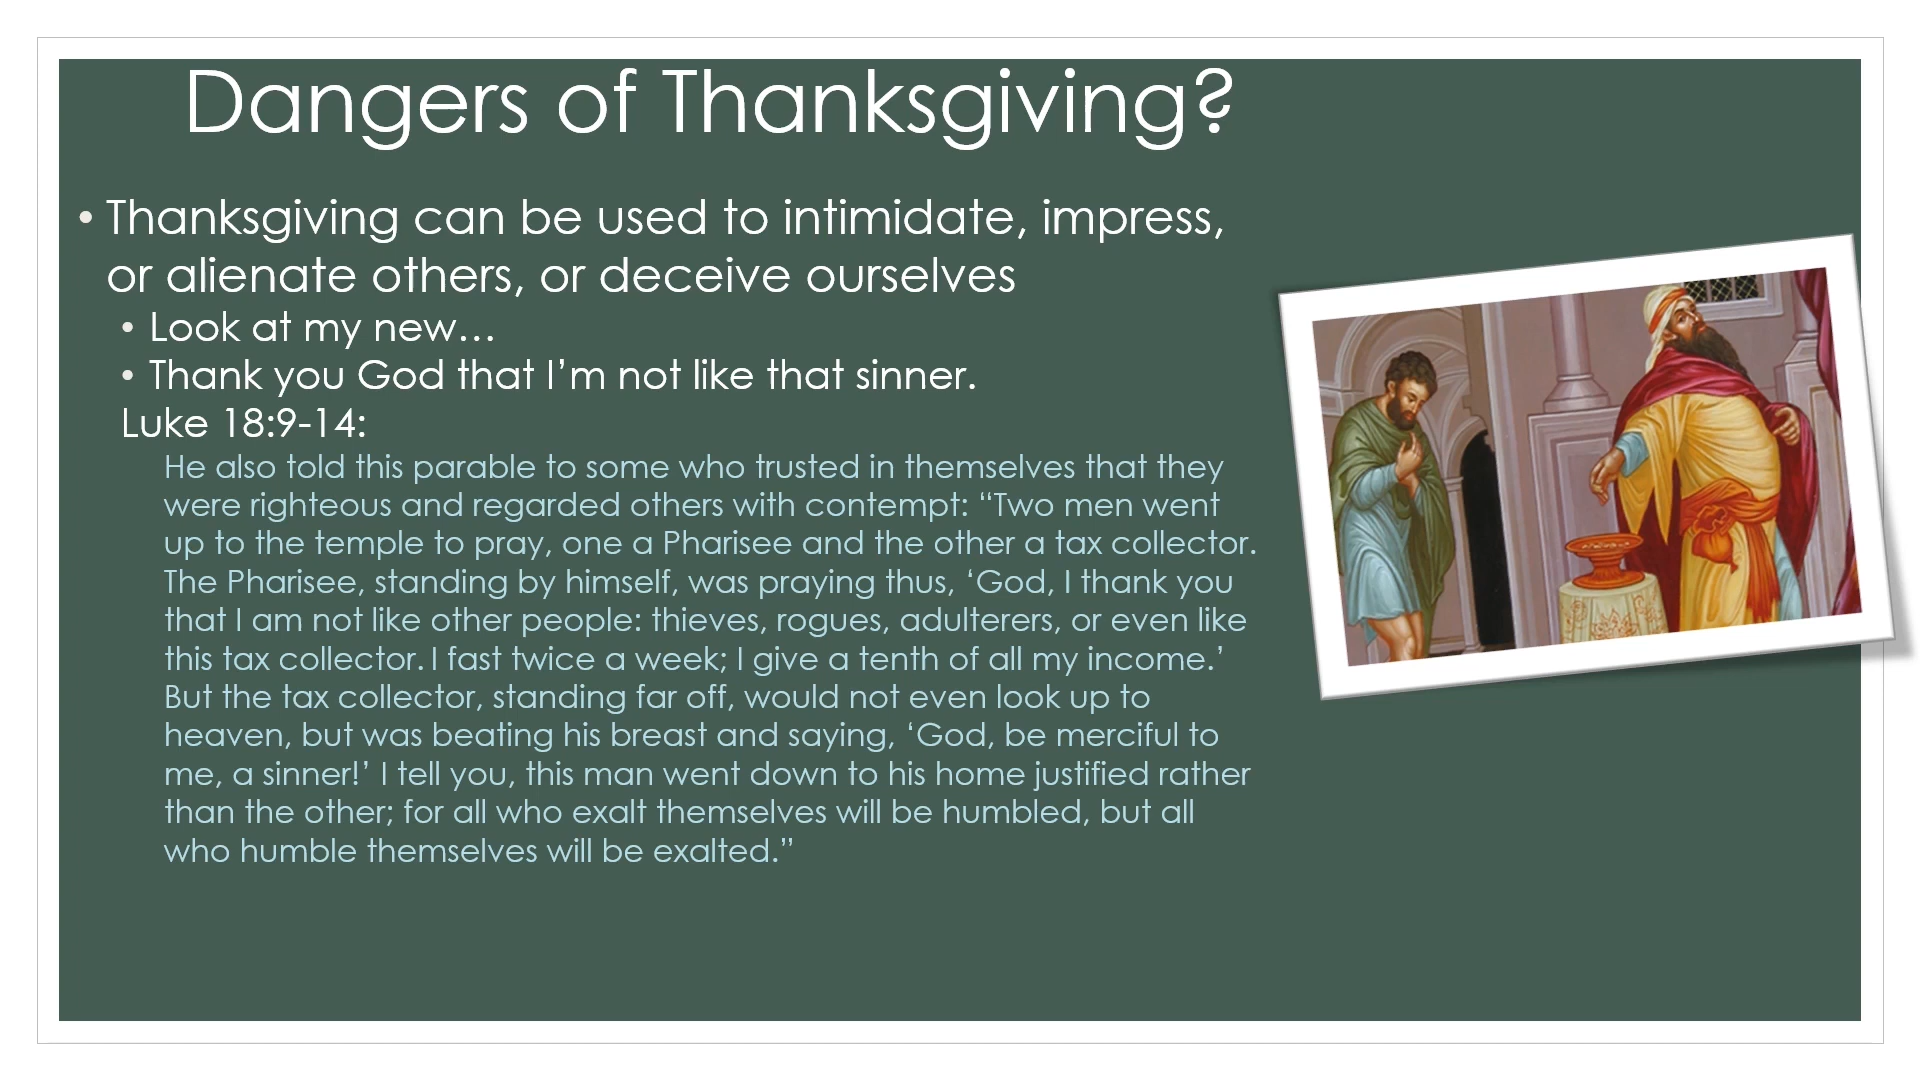 Dangers of Thanksgiving?
• Thanksgiving can be used to intimidate, impress,
or alienate others, or deceive ourselves
• Look at my new…
• Thank you God that I’m not like that sinner.
Luke 18:9-14:
He also told this parable to some who trusted in themselves that they
were righteous and regarded others with contempt: “Two men went
up to the temple to pray, one a Pharisee and the other a tax collector.
The Pharisee, standing by himself, was praying thus, ‘God, I thank you
that I am not like other people: thieves, rogues, adulterers, or even like
this tax collector. I fast twice a week; I give a tenth of all my income.’
But the tax collector, standing far off, would not even look up to
heaven, but was beating his breast and saying, ‘God, be merciful to
me, a sinner!’ I tell you, this man went down to his home justified rather
than the other; for all who exalt themselves will be humbled, but all
who humble themselves will be exalted.”